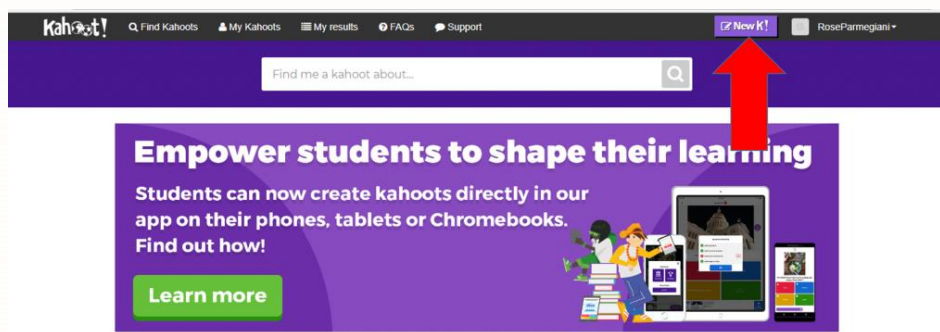 Kahoot! Find Kahoots My Kahoots My results FAQs Support New K! RoseParmegiani
Find me a kahoot about...
Empower students to shape their learning
Students can now create kahoots directly in our
app on their phones, tablets or Chromebooks.
Find out how!
Learn more